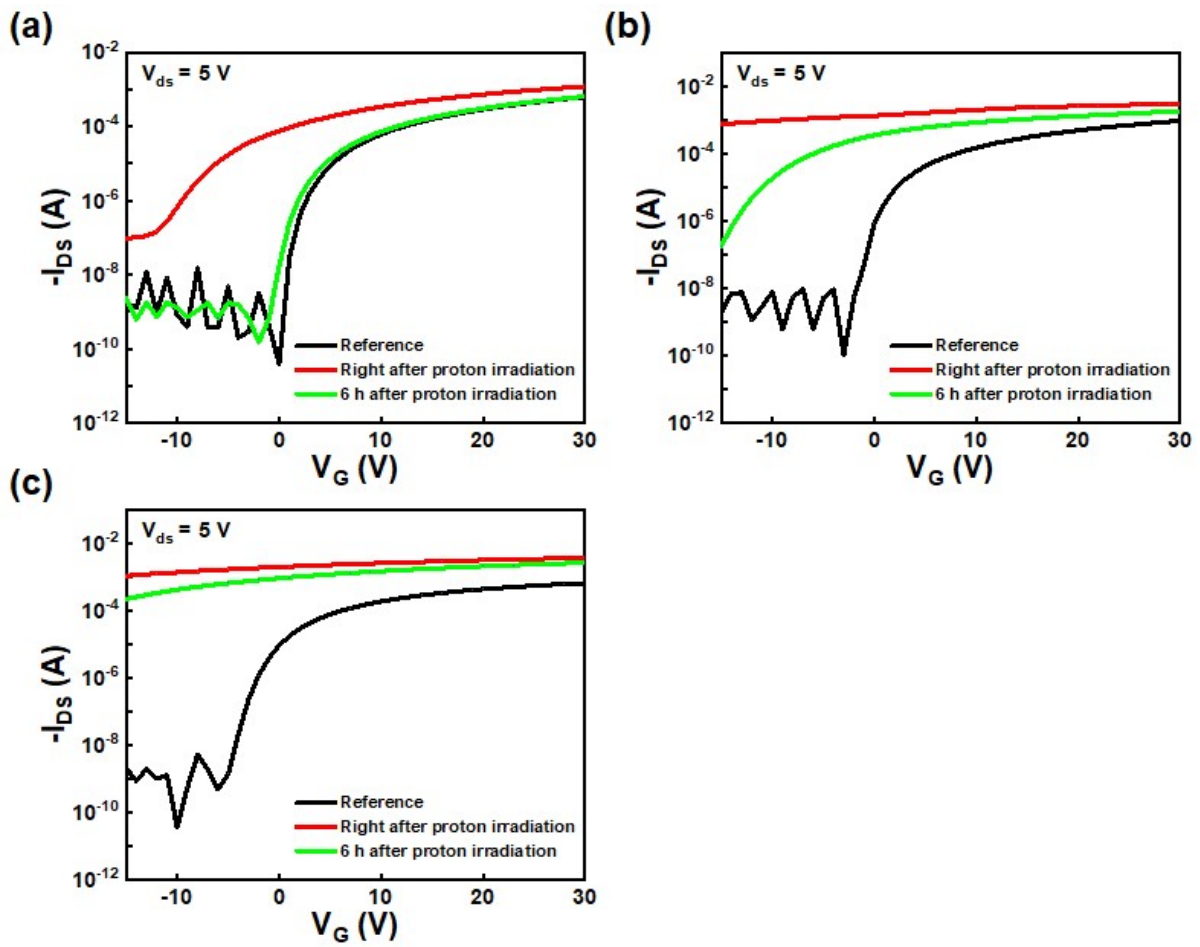 (a)
V_ds = 5 V
10^-2
10^-4
10^-6
10^-8
10^-10
10^-12
-I_DS (A)
Reference
Right after proton irradiation
6 h after proton irradiation
-10 0 10 20 30
V_G (V)
(b)
V_ds = 5 V
10^-2
10^-4
10^-6
10^-8
10^-10
10^-12
-I_DS (A)
Reference
Right after proton irradiation
6 h after proton irradiation
-10 0 10 20 30
V_G (V)
(c)
V_ds = 5 V
10^-2
10^-4
10^-6
10^-8
10^-10
10^-12
-I_DS (A)
Reference
Right after proton irradiation
6 h after proton irradiation
-10 0 10 20 30
V_G (V)